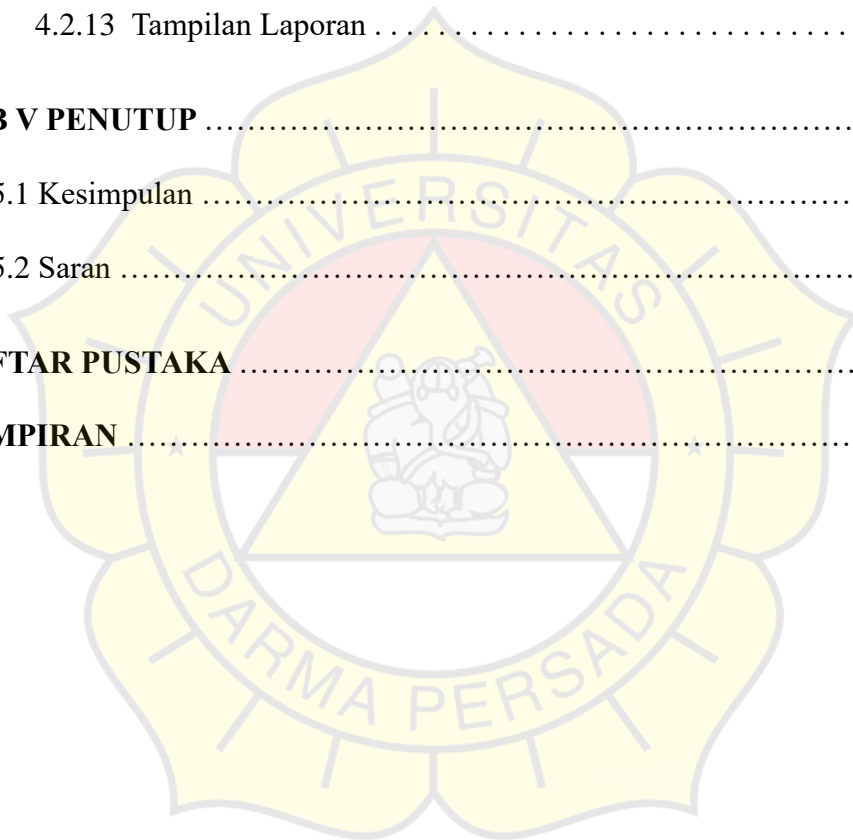 4.2.13 Tampilan Laporan ..............................
B V PENUTUP ..............................
5.1 Kesimpulan ..............................
5.2 Saran ..............................
FTAR PUSTAKA ..............................
MPIRAN ..............................
UNIVERSITAS
DARMA PERSADA